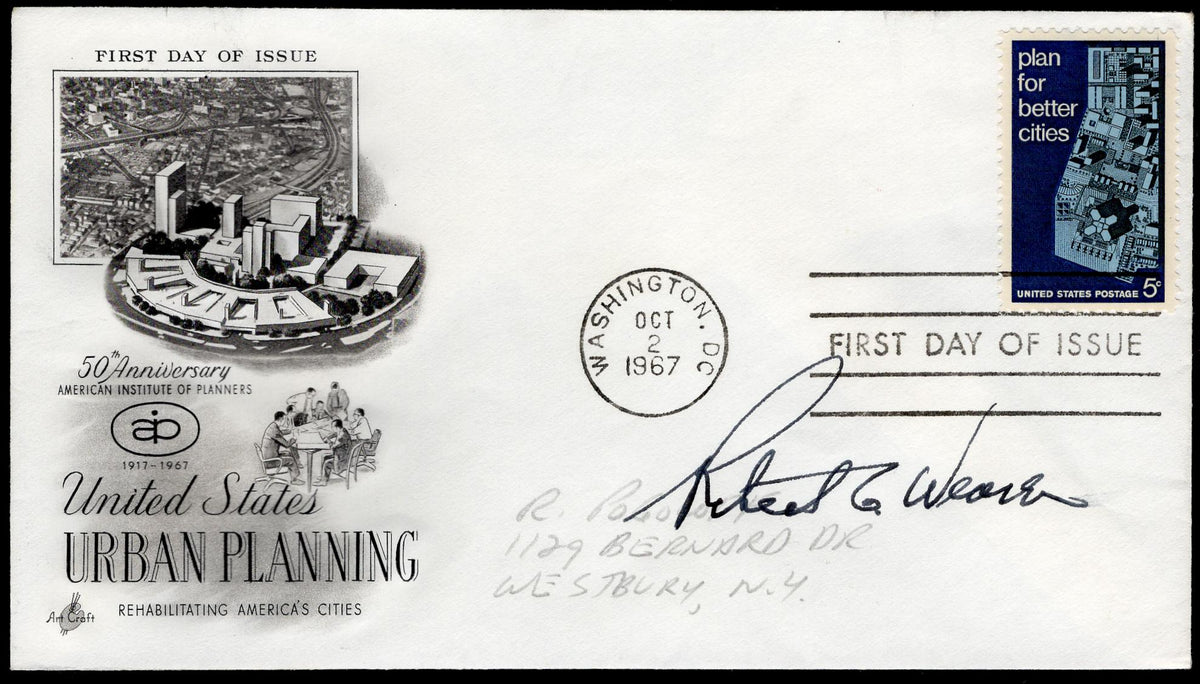 FIRST DAY OF ISSUE
50th Anniversary
AMERICAN INSTITUTE OF PLANNERS
aip
1917-1967
United States
URBAN PLANNING
REHABILITATING AMERICA'S CITIES
Art Craft
plan
for
better
cities
UNITED STATES POSTAGE 5c
WASHINGTON, DC
OCT
2
1967
FIRST DAY OF ISSUE
Robert C Weaver
R.
1129 BERNARD DR
WESTBURY, N.Y.